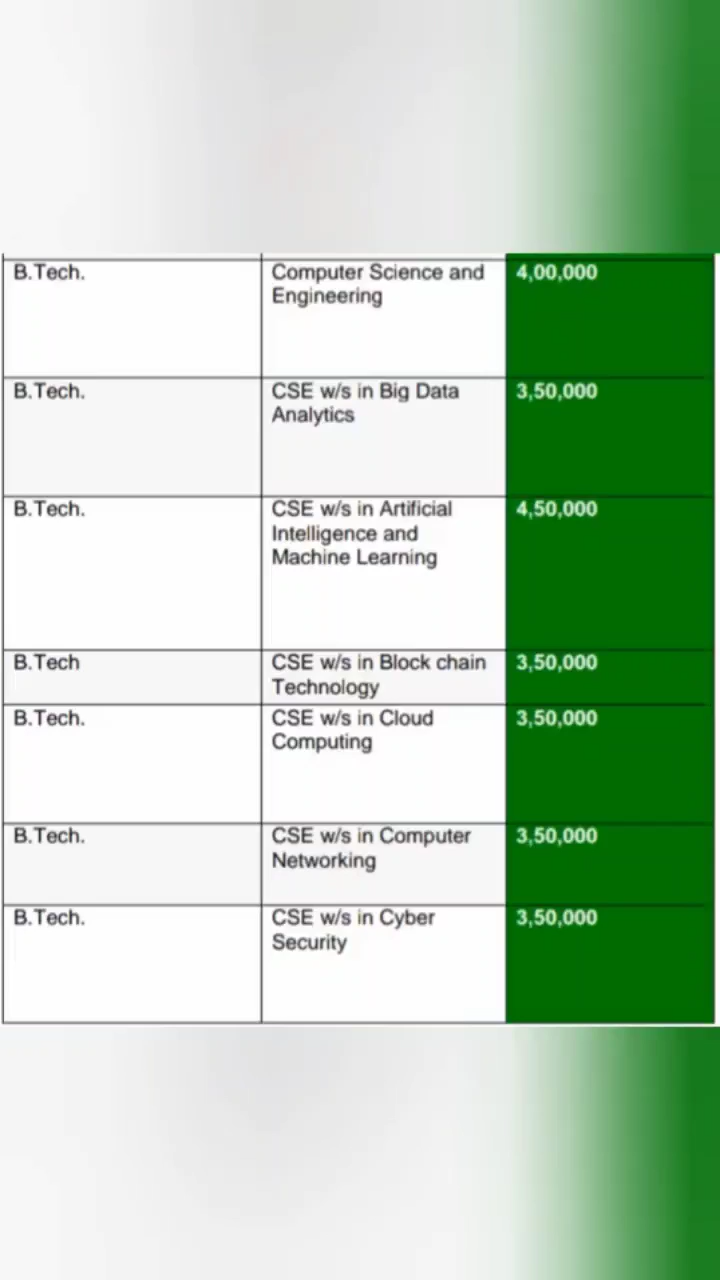 B.Tech.
Computer Science and
Engineering
4,00,000
B.Tech.
CSE w/s in Big Data
Analytics
3,50,000
B.Tech.
CSE w/s in Artificial
Intelligence and
Machine Learning
4,50,000
B.Tech
CSE w/s in Block chain
Technology
3,50,000
B.Tech.
CSE w/s in Cloud
Computing
3,50,000
B.Tech.
CSE w/s in Computer
Networking
3,50,000
B.Tech.
CSE w/s in Cyber
Security
3,50,000